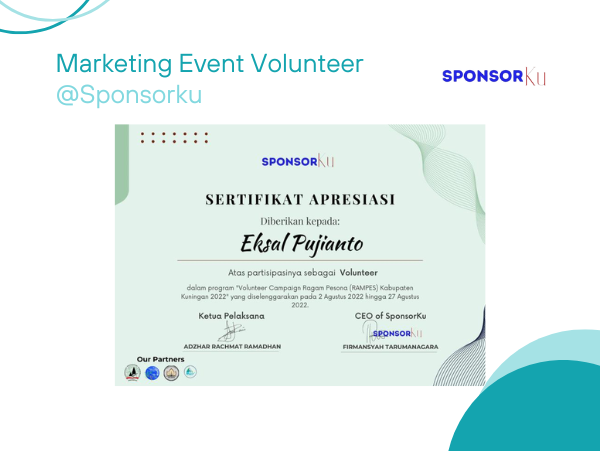 Marketing Event Volunteer
@Sponsorku
SPONSORKu
SPONSORKu
SERTIFIKAT APRESIASI
Diberikan kepada:
Eksal Pujianto
Atas partisipasinya sebagai Volunteer
dalam program "Volunteer Campaign Ragam Pesona (RAMPES) Kabupaten
Kuningan 2022" yang diselenggarakan pada 2 Agustus 2022 hingga 27 Agustus
2022.
Ketua Pelaksana
CEO of SponsorKu
SPONSORKu
ADZHAR RACHMAT RAMADHAN
FIRMANSYAH TARUMANAGARA
Our Partners